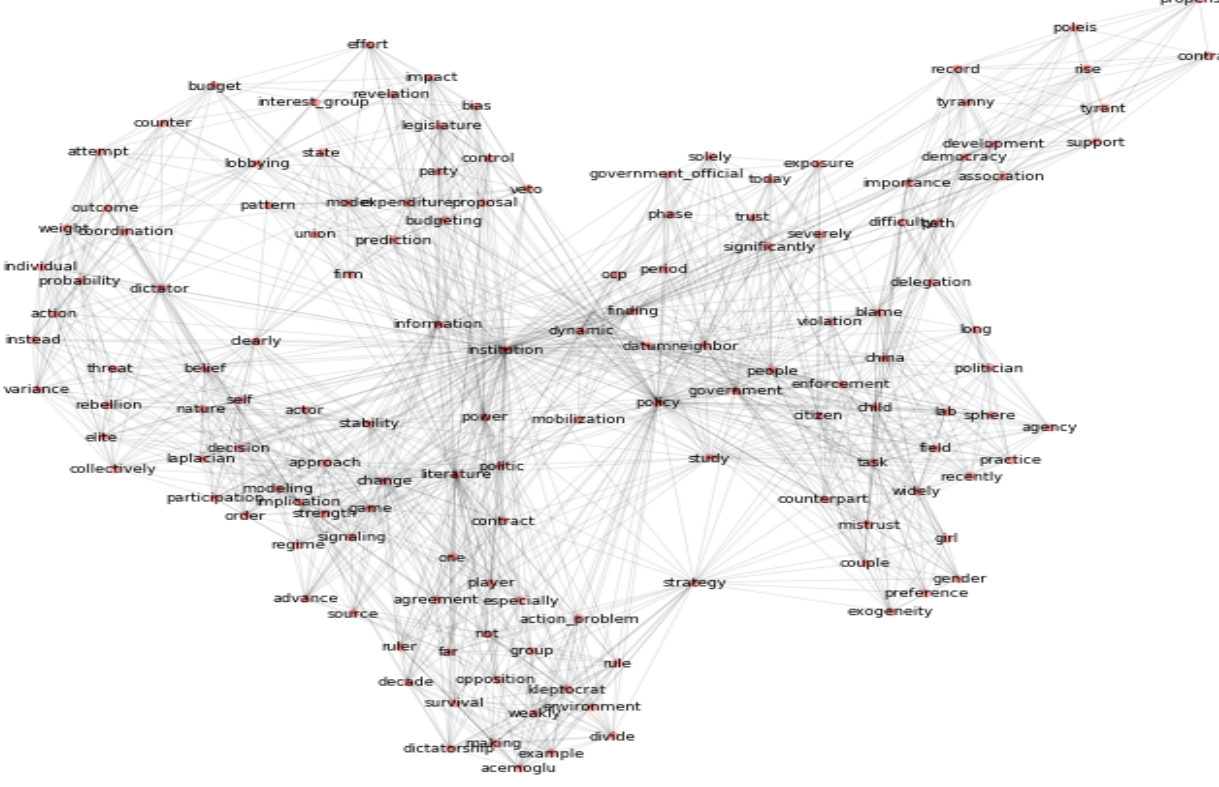 poleis
effort
record
rise
impact
budget
revelation
interest_group
bias
tyranny
tyrant
counter
legislature
development
support
attempt
state
control
solely
democracy
lobbying
exposure
party
government_official
today
association
importance
veto
pattern
model
expenditure
proposal
outcome
phase
trust
budgeting
difficulty
weight
coordination
union
prediction
severely
significantly
individual
firm
period
probability
dictator
delegation
action
finding
blame
information
violation
dynamic
long
instead
clearly
institution
datum
neighbor
china
threat
belief
people
politician
variance
enforcement
government
self
rebellion
nature
actor
policy
child
power
mobilization
citizen
lab
sphere
stability
agency
elite
decision
field
laplacian
study
practice
collectively
approach
politic
task
literature
recently
change
modeling
participation
widely
implication
counterpart
strength
game
order
contract
mistrust
signaling
girl
regime
one
couple
player
strategy
gender
preference
advance
agreement
especially
source
exogeneity
action_problem
not
ruler
far
group
rule
opposition
decade
kleptocrat
survival
environment
weakly
divide
making
dictatorship
example
acemoglu